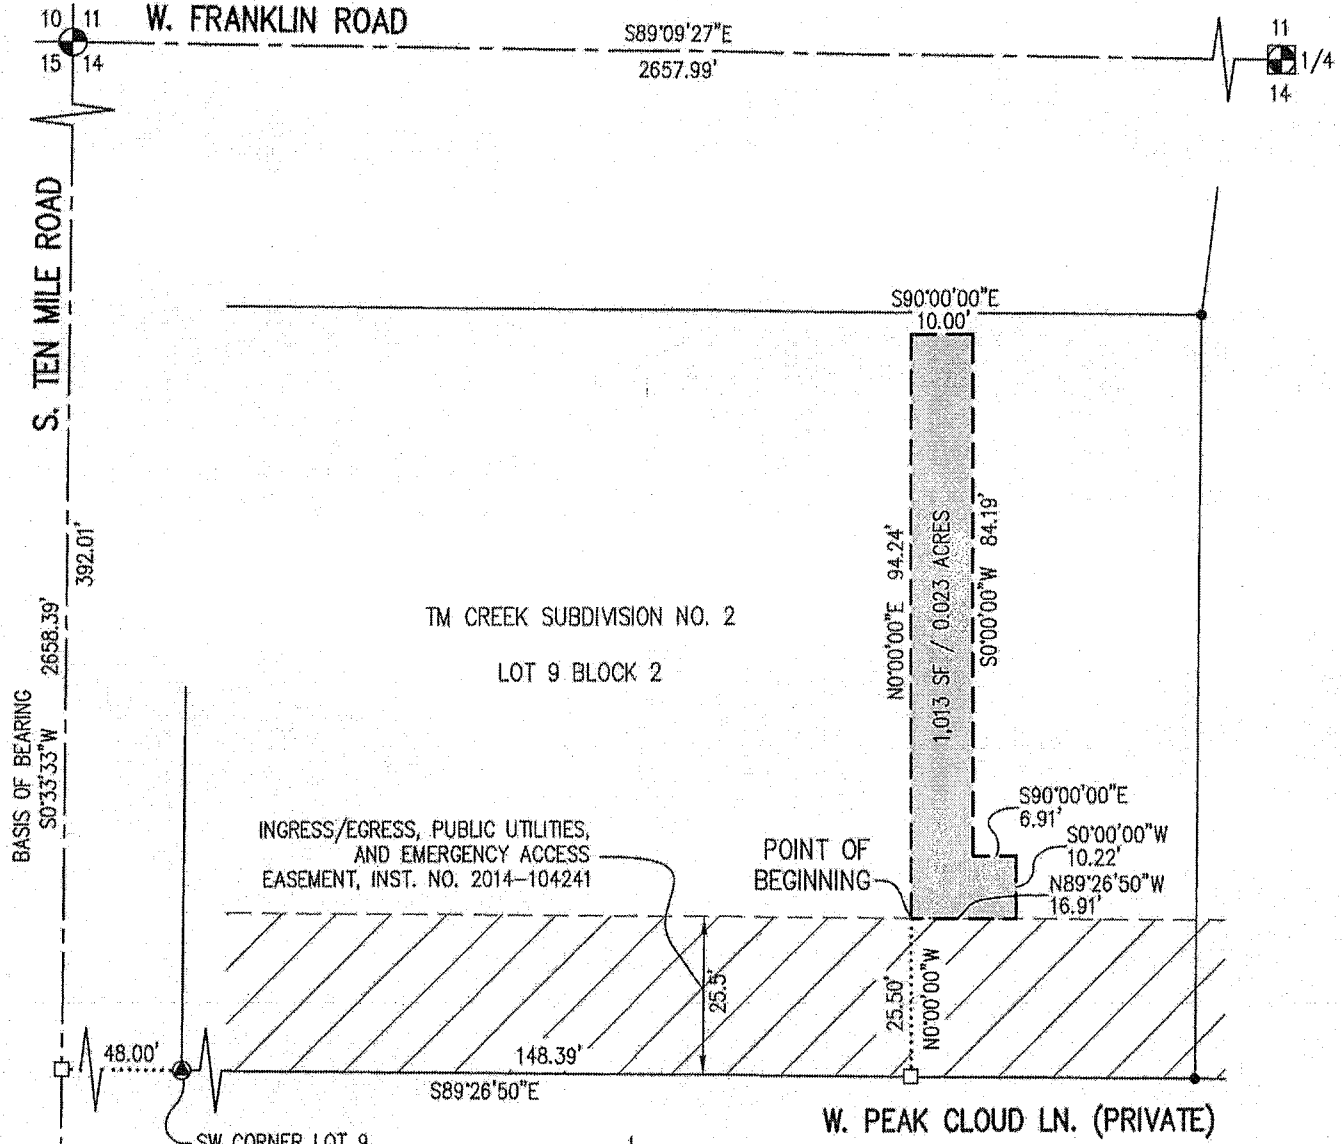 10 11
15 14
W. FRANKLIN ROAD
S89°09'27"E
2657.99'
11
1/4
14
S. TEN MILE ROAD
392.01'
2658.39'
BASIS OF BEARING
S0°33'33"W
S90°00'00"E
10.00'
N0°00'00"E 94.24'
1,013 SF / 0.023 ACRES
S0°00'00"W 84.19'
TM CREEK SUBDIVISION NO. 2
LOT 9 BLOCK 2
S90°00'00"E
6.91'
S0°00'00"W
10.22'
N89°26'50"W
16.91'
INGRESS/EGRESS, PUBLIC UTILITIES,
AND EMERGENCY ACCESS
EASEMENT, INST. NO. 2014-104241
POINT OF
BEGINNING
25.5'
25.50'
N0°00'00"W
48.00'
148.39'
S89°26'50"E
W. PEAK CLOUD LN. (PRIVATE)
SW CORNER LOT 9